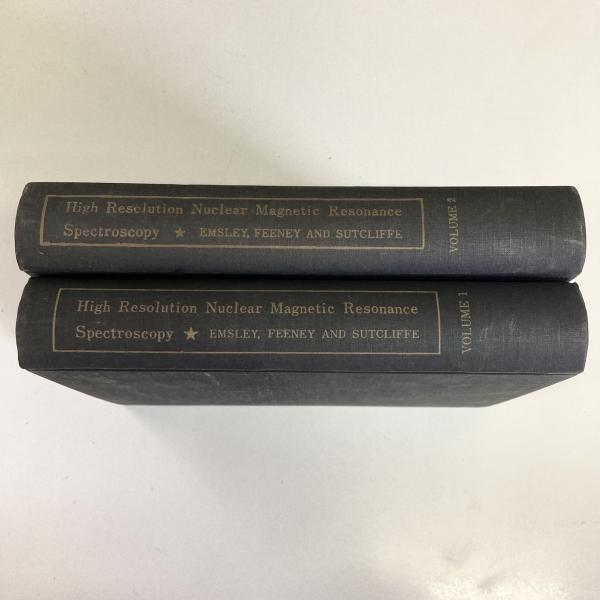 High Resolution Nuclear Magnetic Resonance
Spectroscopy ★ EMSLEY, FEENEY AND SUTCLIFFE
VOLUME 2
High Resolution Nuclear Magnetic Resonance
Spectroscopy ★ EMSLEY, FEENEY AND SUTCLIFFE
VOLUME 1